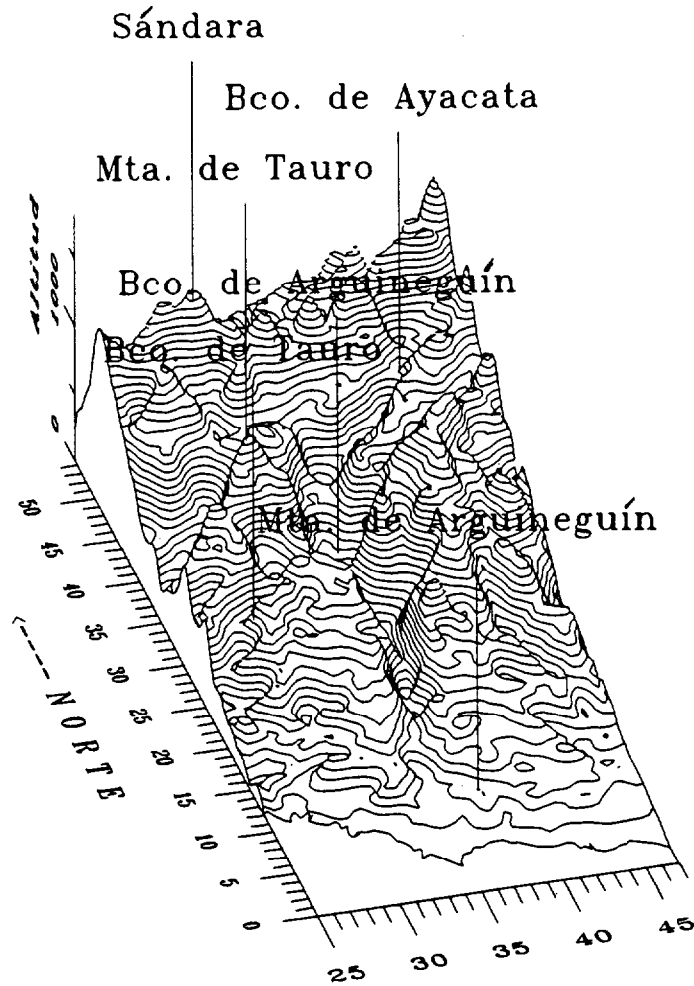 Sándara
Bco. de Ayacata
Mta. de Tauro
Bco. de Arguineguín
Bco. de Tauro
Mta. de Arguineguín
Altitud
1000
0
50
45
40
35
30
25
20
15
10
5
0
<---- NORTE
25 30 35 40 45